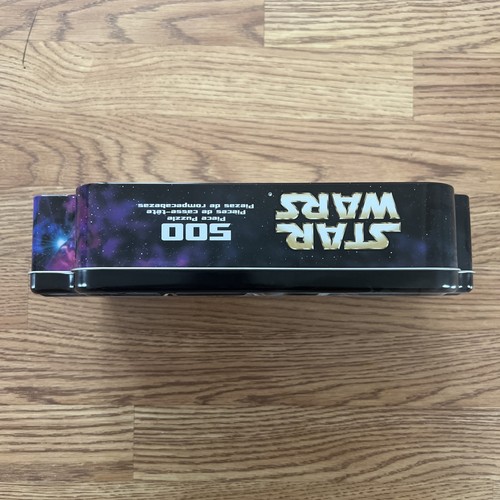 STAR
WARS
500
Piece Puzzle
Pièces de casse-tête
Piezas de rompecabezas